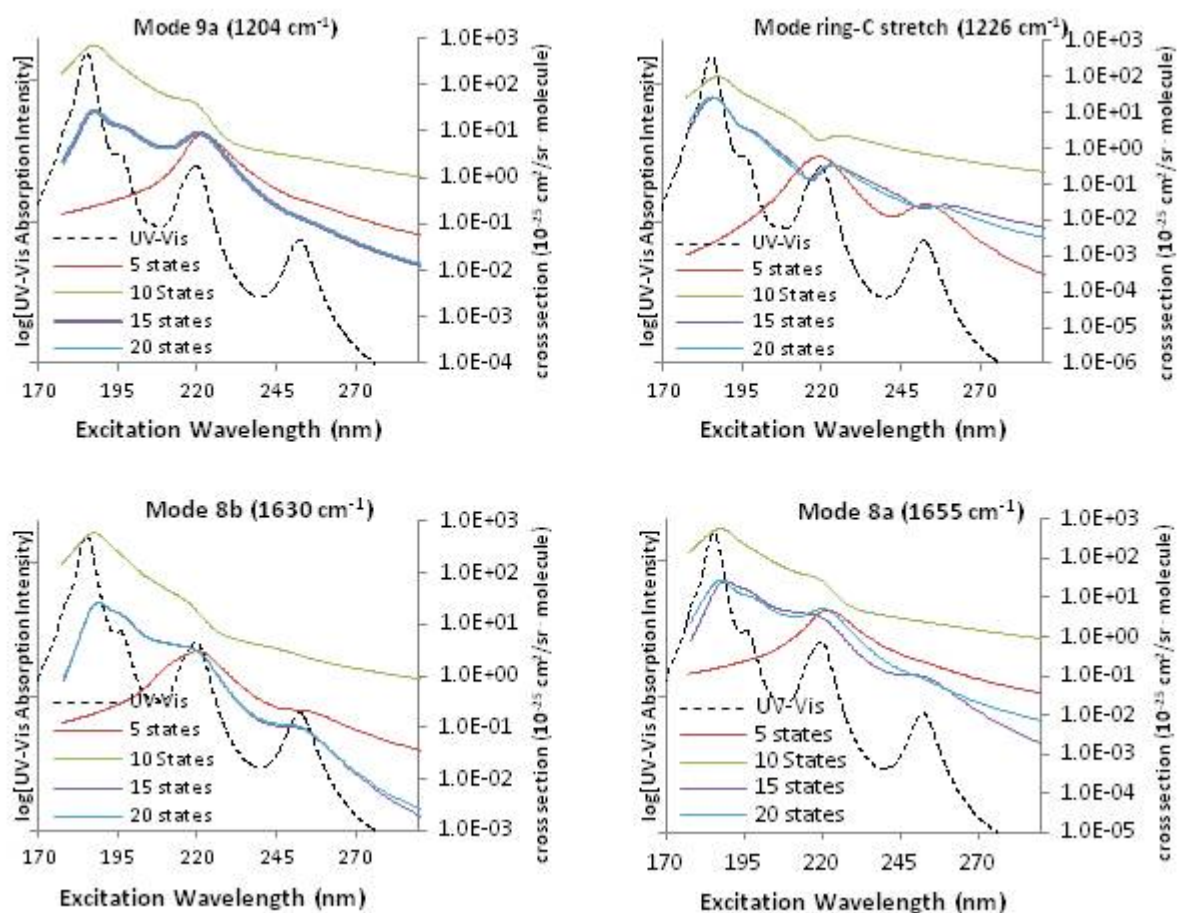 Mode 9a (1204 cm⁻¹)
log[UV-Vis Absorption Intensity]
1.0E+03
1.0E+02
1.0E+01
1.0E+00
1.0E-01
1.0E-02
1.0E-03
1.0E-04
cross section (10⁻²⁵ cm²/sr · molecule)
UV-Vis
5 states
10 States
15 states
20 states
170 195 220 245 270
Excitation Wavelength (nm)
Mode ring-C stretch (1226 cm⁻¹)
log[UV-Vis Absorption Intensity]
1.0E+03
1.0E+02
1.0E+01
1.0E+00
1.0E-01
1.0E-02
1.0E-03
1.0E-04
1.0E-05
1.0E-06
cross section (10⁻²⁵ cm²/sr · molecule)
UV-Vis
5 states
10 States
15 states
20 states
170 195 220 245 270
Excitation Wavelength (nm)
Mode 8b (1630 cm⁻¹)
log[UV-Vis Absorption Intensity]
1.0E+03
1.0E+02
1.0E+01
1.0E+00
1.0E-01
1.0E-02
1.0E-03
cross section (10⁻²⁵ cm²/sr · molecule)
UV-Vis
5 states
10 States
15 states
20 states
170 195 220 245 270
Excitation Wavelength (nm)
Mode 8a (1655 cm⁻¹)
log[UV-Vis Absorption Intensity]
1.0E+03
1.0E+02
1.0E+01
1.0E+00
1.0E-01
1.0E-02
1.0E-03
1.0E-04
1.0E-05
cross section (10⁻²⁵ cm²/sr · molecule)
UV-Vis
5 states
10 States
15 states
20 states
170 195 220 245 270
Excitation Wavelength (nm)